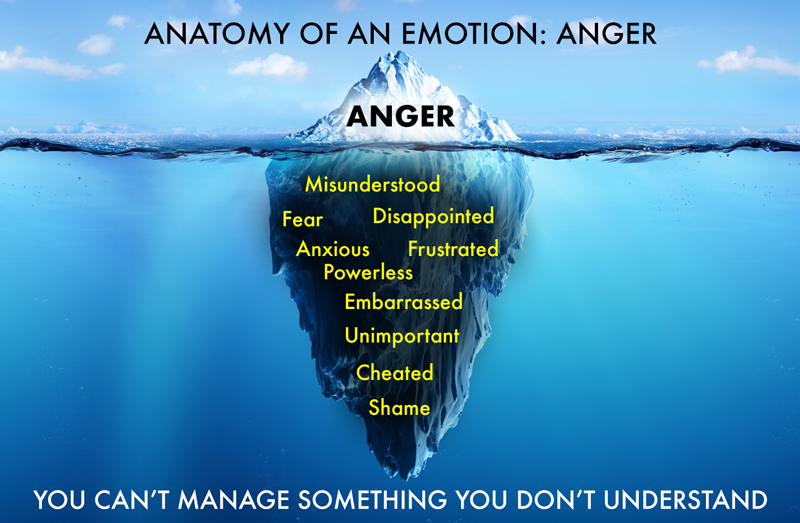 ANATOMY OF AN EMOTION: ANGER
ANGER
Misunderstood
Fear Disappointed
Anxious Frustrated
Powerless
Embarrassed
Unimportant
Cheated
Shame
YOU CAN'T MANAGE SOMETHING YOU DON'T UNDERSTAND